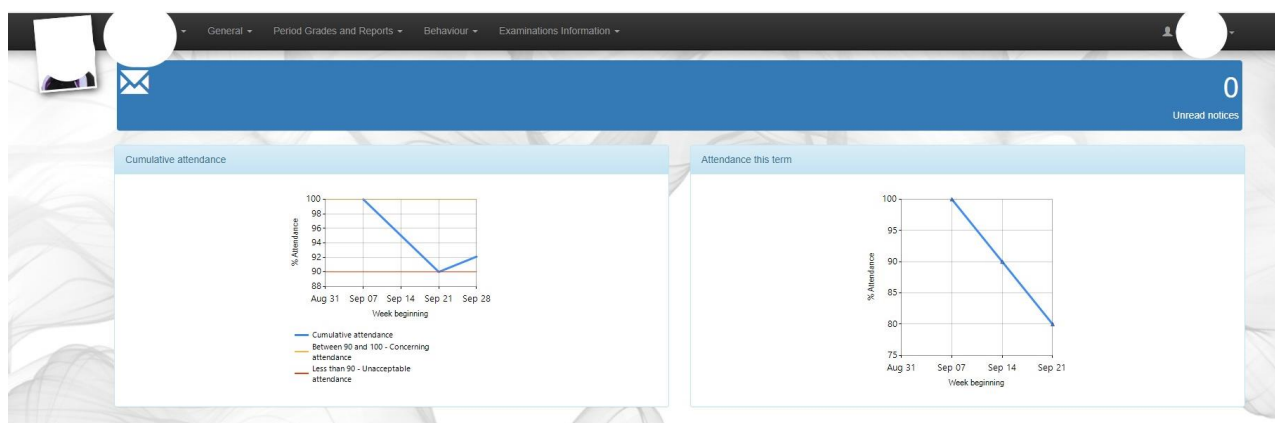 General Period Grades and Reports Behaviour Examinations Information
0
Unread notices
Cumulative attendance
100
98
96
94
92
90
88
% Attendance
Aug 31 Sep 07 Sep 14 Sep 21 Sep 28
Week beginning
Cumulative attendance
Between 90 and 100 - Concerning
attendance
Less than 90 - Unacceptable
attendance
Attendance this term
100
95
90
85
80
75
% Attendance
Aug 31 Sep 07 Sep 14 Sep 21
Week beginning